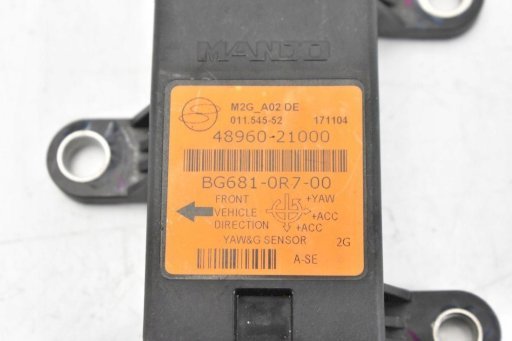 MANDO
M2G_A02 DE
011.545-52 171104
48960-21000
BG681-0R7-00
FRONT +YAW
VEHICLE +ACC
DIRECTION +ACC
YAW&G SENSOR 2G
A-SE